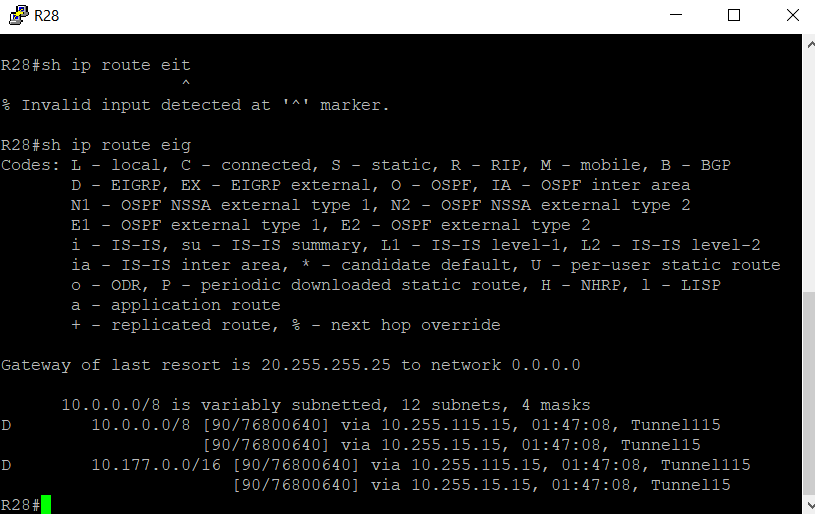 R28
R28#sh ip route eit
^
% Invalid input detected at '^' marker.
R28#sh ip route eig
Codes: L - local, C - connected, S - static, R - RIP, M - mobile, B - BGP
D - EIGRP, EX - EIGRP external, O - OSPF, IA - OSPF inter area
N1 - OSPF NSSA external type 1, N2 - OSPF NSSA external type 2
E1 - OSPF external type 1, E2 - OSPF external type 2
i - IS-IS, su - IS-IS summary, L1 - IS-IS level-1, L2 - IS-IS level-2
ia - IS-IS inter area, * - candidate default, U - per-user static route
o - ODR, P - periodic downloaded static route, H - NHRP, l - LISP
a - application route
+ - replicated route, % - next hop override
Gateway of last resort is 20.255.255.25 to network 0.0.0.0
10.0.0.0/8 is variably subnetted, 12 subnets, 4 masks
D 10.0.0.0/8 [90/76800640] via 10.255.115.15, 01:47:08, Tunnel115
[90/76800640] via 10.255.15.15, 01:47:08, Tunnel15
D 10.177.0.0/16 [90/76800640] via 10.255.115.15, 01:47:08, Tunnel115
[90/76800640] via 10.255.15.15, 01:47:08, Tunnel15
R28#